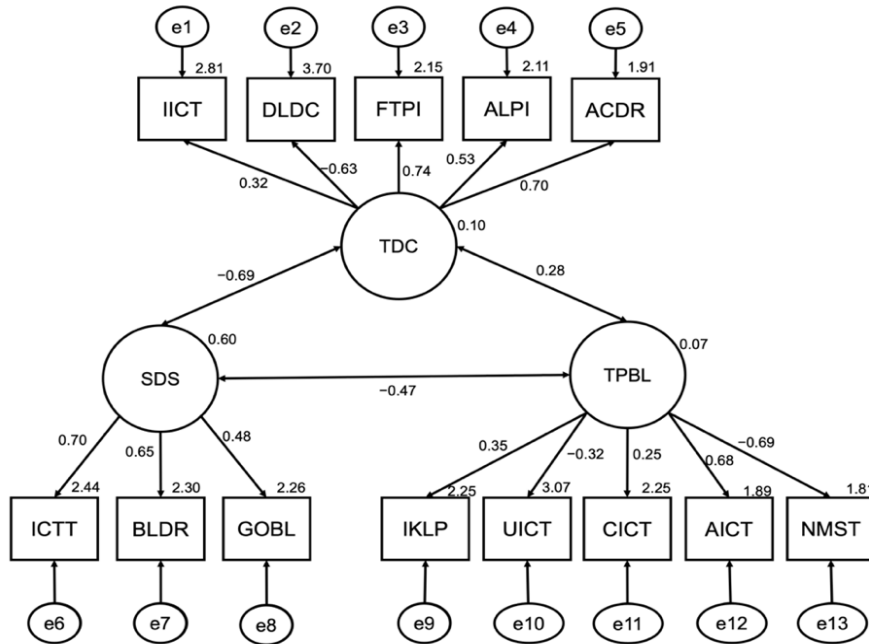 e1 e2 e3 e4 e5
2.81 3.70 2.15 2.11 1.91
IICT DLDC FTPI ALPI ACDR
0.32 −0.63 0.74 0.53 0.70
0.10
TDC
−0.69 0.28
0.60 0.07
SDS TPBL
−0.47
0.70 0.65 0.48 0.35 −0.32 0.25 0.68 −0.69
2.44 2.30 2.26 2.25 3.07 2.25 1.89 1.81
ICTT BLDR GOBL IKLP UICT CICT AICT NMST
e6 e7 e8 e9 e10 e11 e12 e13